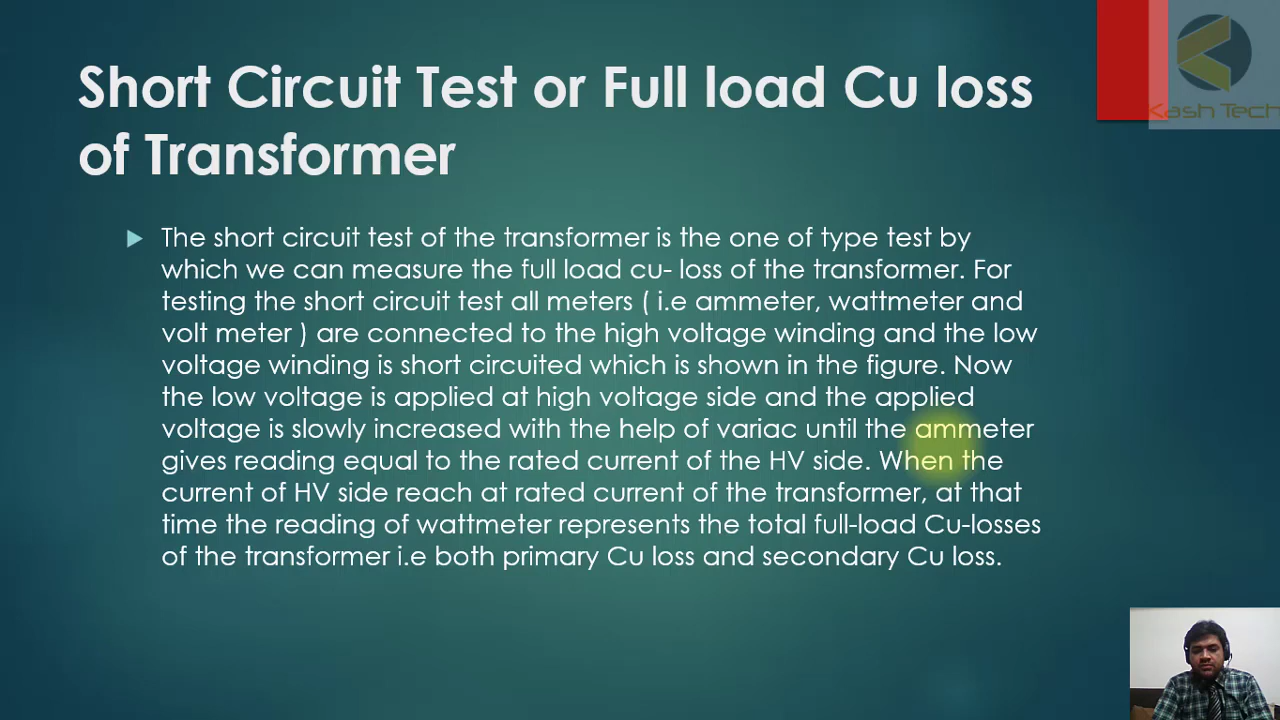 Short Circuit Test or Full load Cu loss
of Transformer
Kash Tech
The short circuit test of the transformer is the one of type test by
which we can measure the full load cu- loss of the transformer. For
testing the short circuit test all meters ( i.e ammeter, wattmeter and
volt meter ) are connected to the high voltage winding and the low
voltage winding is short circuited which is shown in the figure. Now
the low voltage is applied at high voltage side and the applied
voltage is slowly increased with the help of variac until the ammeter
gives reading equal to the rated current of the HV side. When the
current of HV side reach at rated current of the transformer, at that
time the reading of wattmeter represents the total full-load Cu-losses
of the transformer i.e both primary Cu loss and secondary Cu loss.